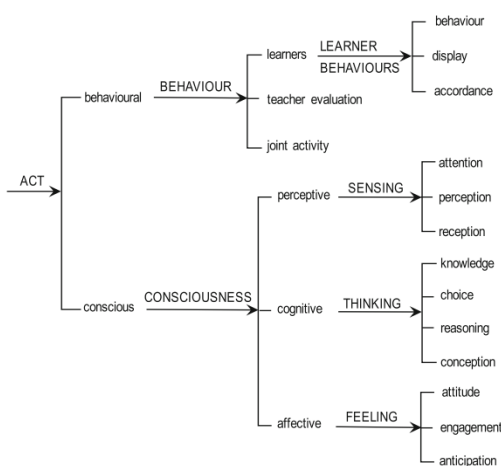 ACT
behavioural
BEHAVIOUR
learners
LEARNER
BEHAVIOURS
behaviour
display
accordance
teacher evaluation
joint activity
conscious
CONSCIOUSNESS
perceptive
SENSING
attention
perception
reception
cognitive
THINKING
knowledge
choice
reasoning
conception
affective
FEELING
attitude
engagement
anticipation